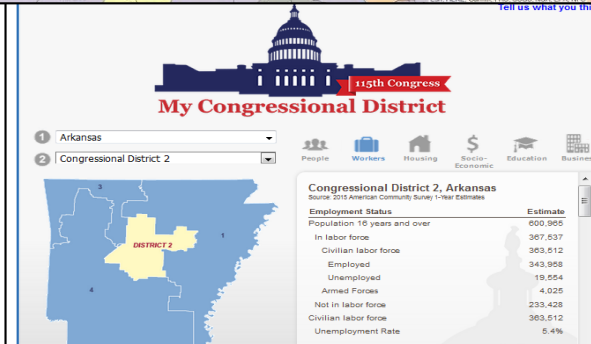 Tell us what you thi
115th Congress
My Congressional District
1 Arkansas
2 Congressional District 2
People Workers Housing Socio-Economic Education Busines
3
1
DISTRICT 2
4
Congressional District 2, Arkansas
Source: 2015 American Community Survey 1-Year Estimates
Employment Status Estimate
Population 16 years and over 600,965
In labor force 367,537
Civilian labor force 363,512
Employed 343,958
Unemployed 19,554
Armed Forces 4,025
Not in labor force 233,428
Civilian labor force 363,512
Unemployment Rate 5.4%